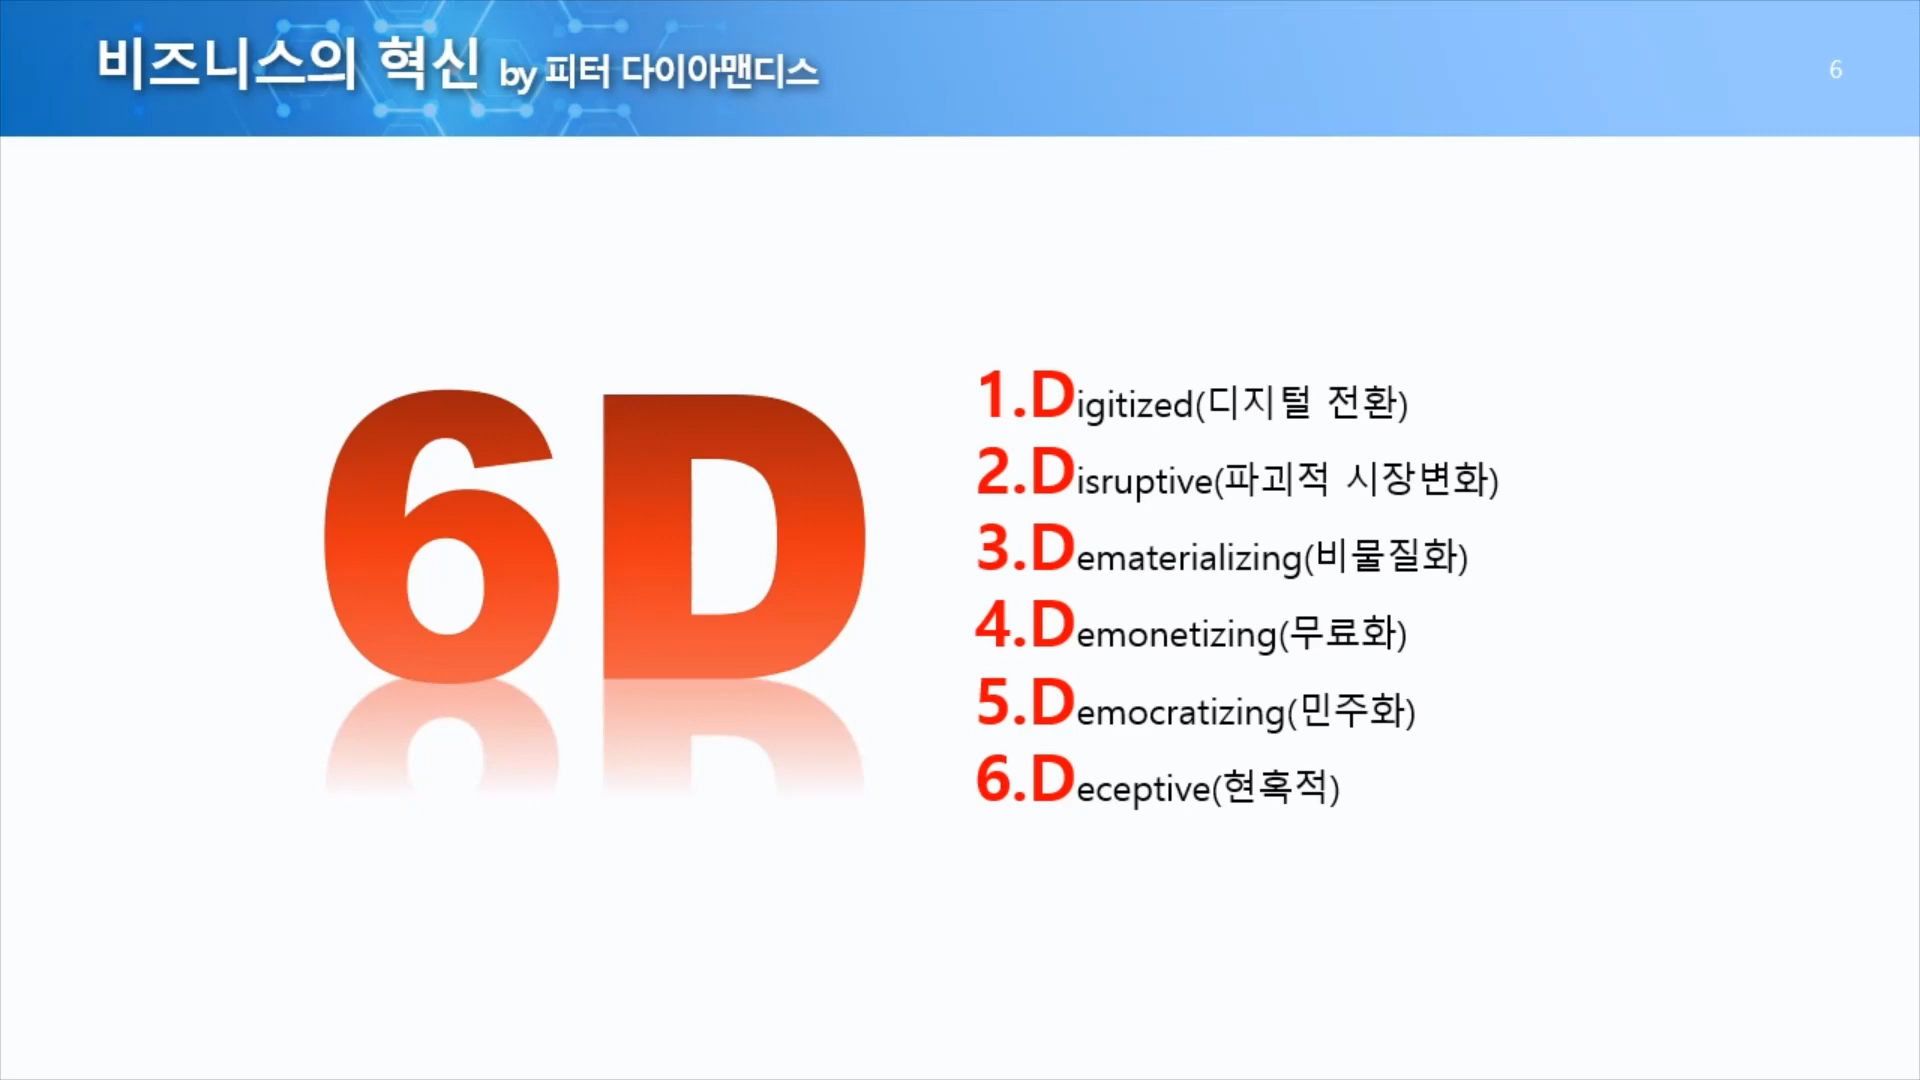 비즈니스의 혁신 by 피터 다이아맨디스
6
6D
1.Digitized(디지털 전환)
2.Disruptive(파괴적 시장변화)
3.Dematerializing(비물질화)
4.Demonetizing(무료화)
5.Democratizing(민주화)
6.Deceptive(현혹적)